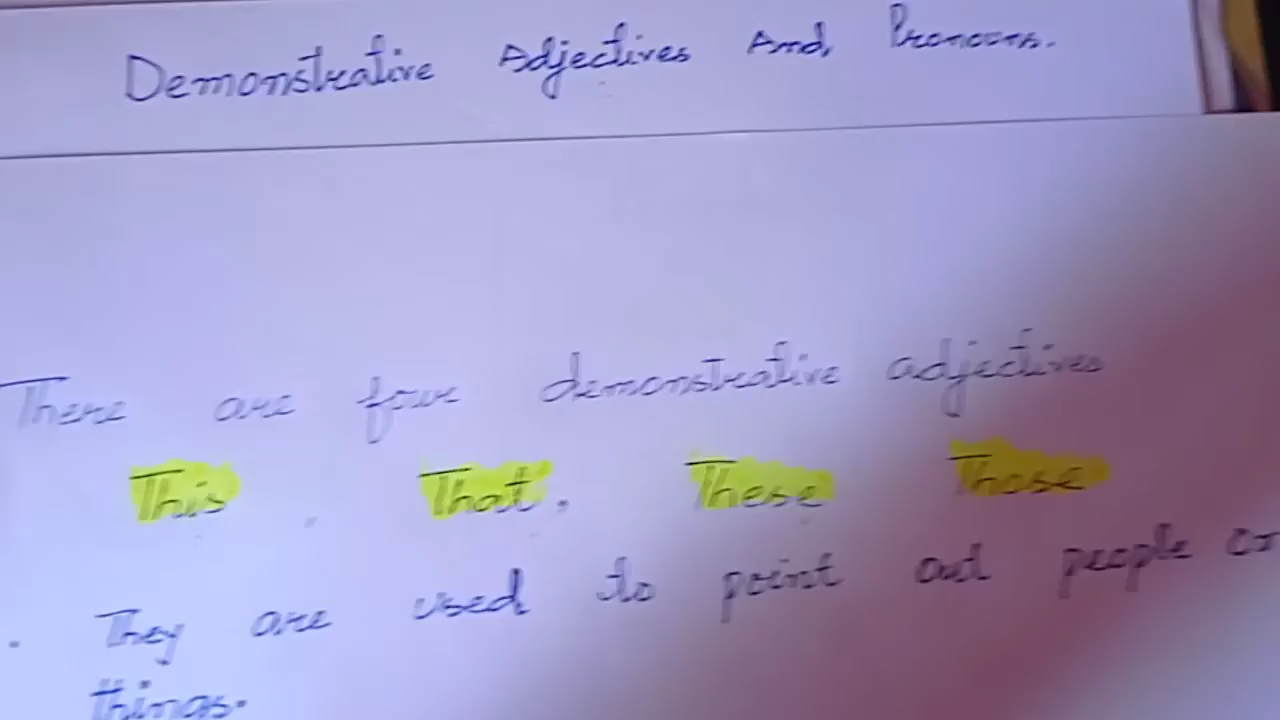 Demonstrative Adjectives And, Pronouns.
There are four demonstrative adjectives
This , That, These Those
. They are used to point out people or
things.